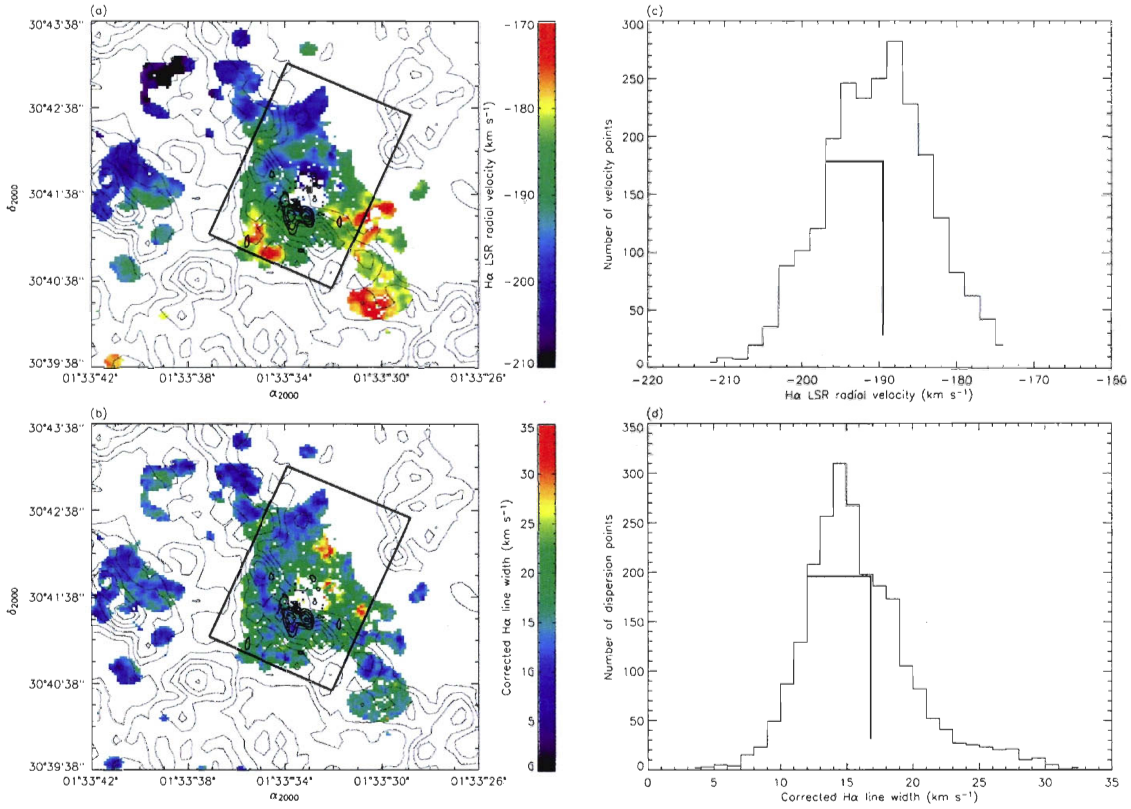 (a)
30°43'38''
30°42'38''
30°41'38''
30°40'38''
30°39'38''
δ2000
01ʰ33ᵐ42ˢ 01ʰ33ᵐ38ˢ 01ʰ33ᵐ34ˢ 01ʰ33ᵐ30ˢ 01ʰ33ᵐ26ˢ
α2000
Hα LSR radial velocity (km s⁻¹)
-170
-180
-190
-200
-210
(c)
300
250
200
150
100
50
0
Number of velocity points
-220 -210 -200 -190 -180 -170 -160
Hα LSR radial velocity (km s⁻¹)
(b)
30°43'38''
30°42'38''
30°41'38''
30°40'38''
30°39'38''
δ2000
01ʰ33ᵐ42ˢ 01ʰ33ᵐ38ˢ 01ʰ33ᵐ34ˢ 01ʰ33ᵐ30ˢ 01ʰ33ᵐ26ˢ
α2000
Corrected Hα line width (km s⁻¹)
35
30
25
20
15
10
5
0
(d)
350
300
250
200
150
100
50
0
Number of dispersion points
0 5 10 15 20 25 30 35
Corrected Hα line width (km s⁻¹)